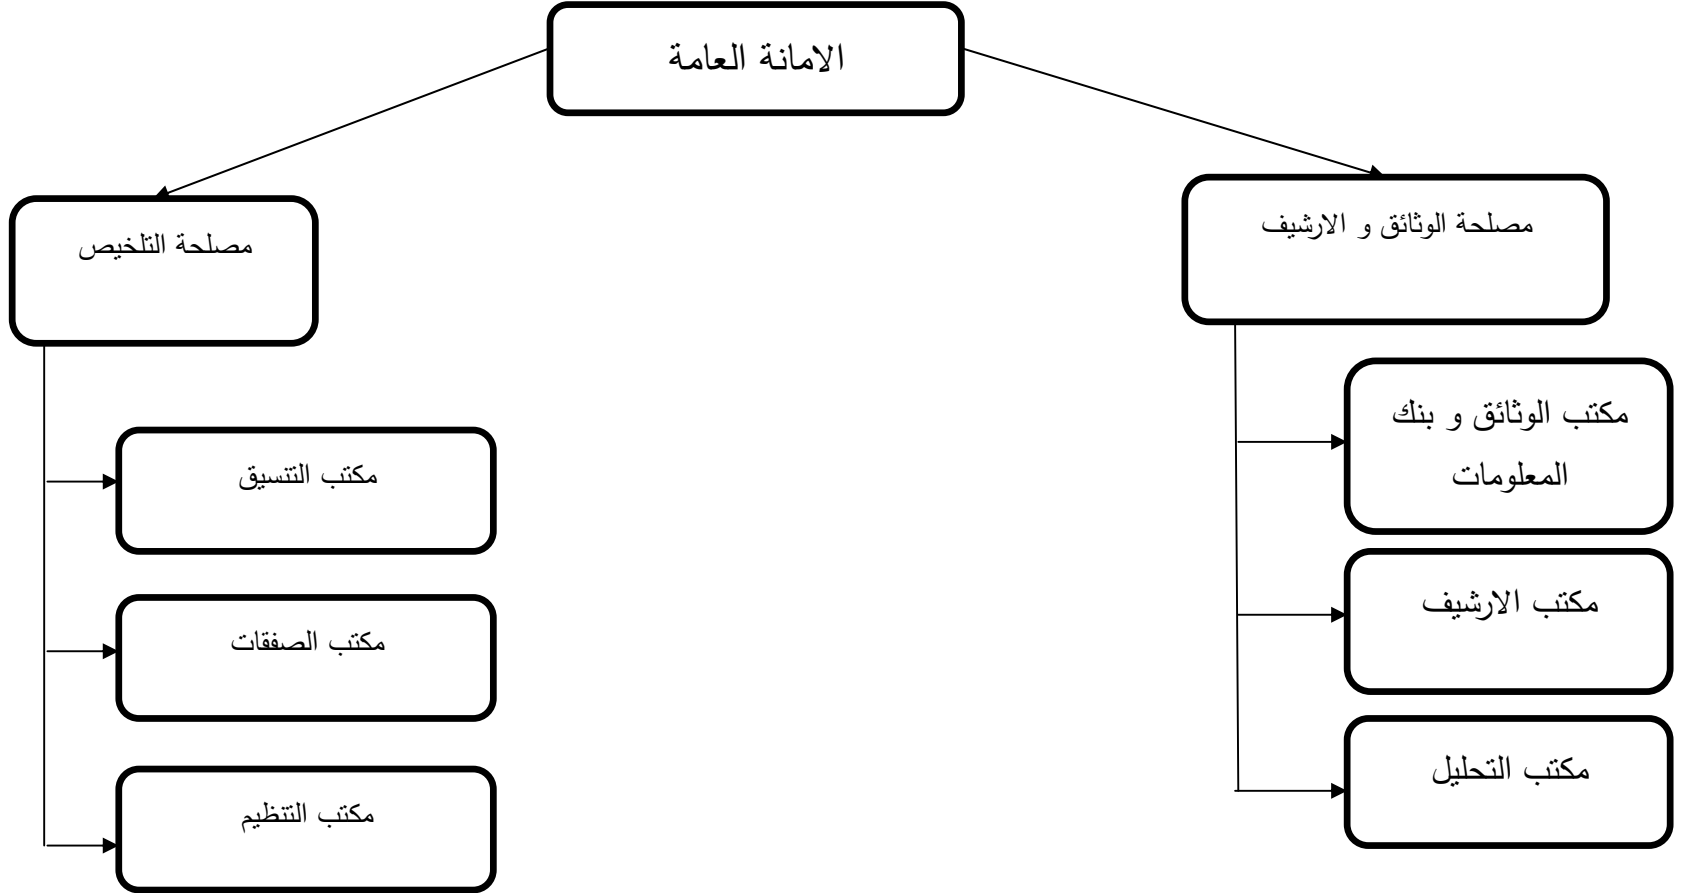 الامانة العامة
مصلحة الوثائق و الارشيف
مكتب الوثائق و بنك
المعلومات
مكتب الارشيف
مكتب التحليل
مصلحة التلخيص
مكتب التنسيق
مكتب الصفقات
مكتب التنظيم